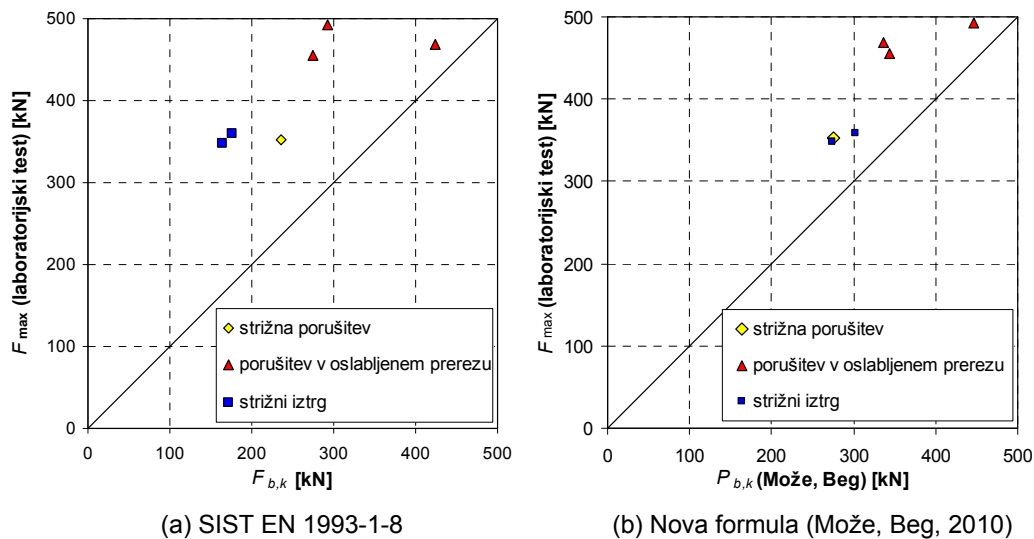 500
400
300
200
100
0
F max (laboratorijski test) [kN]
strižna porušitev
porušitev v oslabljenem prerezu
strižni iztrg
0 100 200 300 400 500
F b,k [kN]
(a) SIST EN 1993-1-8
500
400
300
200
100
0
F max (laboratorijski test) [kN]
strižna porušitev
porušitev v oslabljenem prerezu
strižni iztrg
0 100 200 300 400 500
P b,k (Može, Beg) [kN]
(b) Nova formula (Može, Beg, 2010)